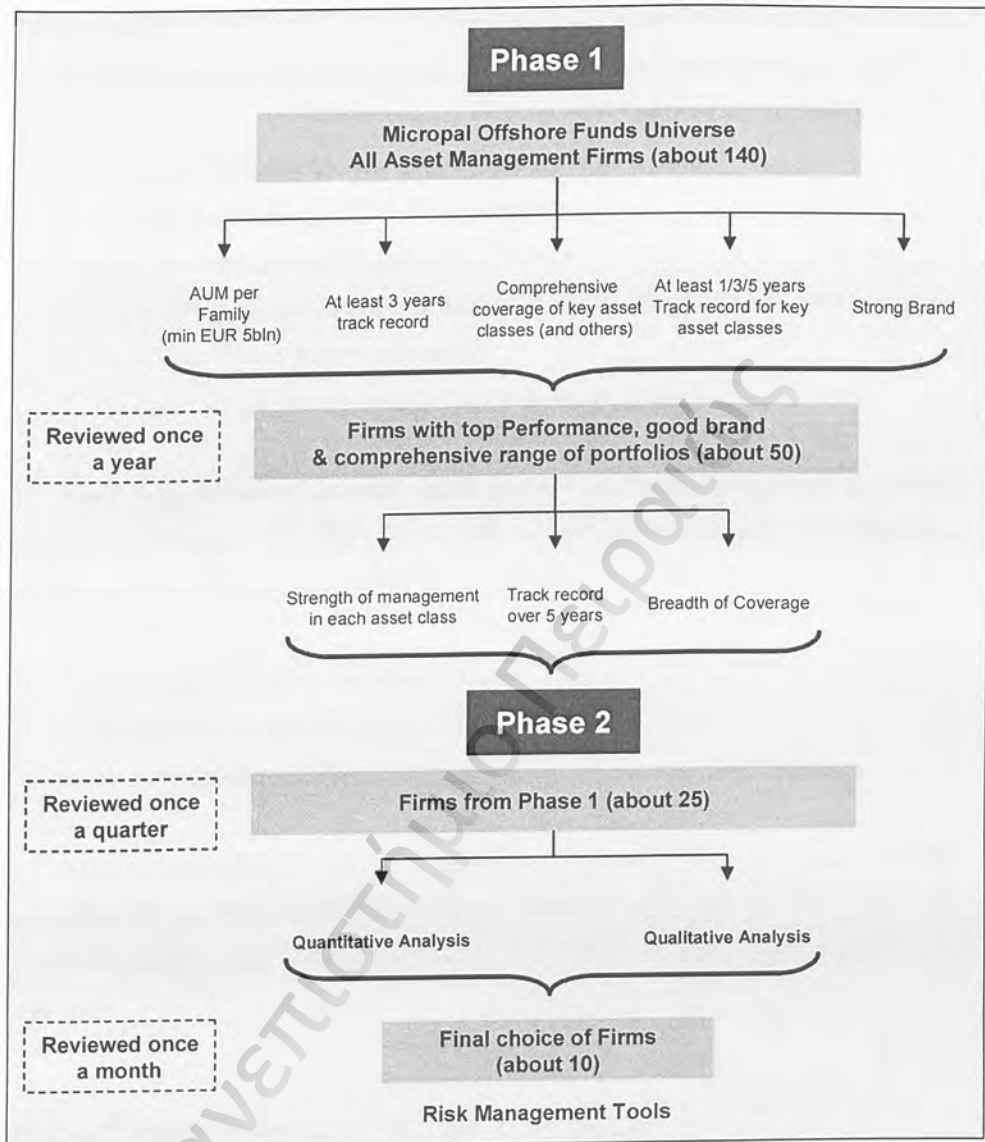 Phase 1
Micropal Offshore Funds Universe
All Asset Management Firms (about 140)
AUM per
Family
(min EUR 5bln)
At least 3 years
track record
Comprehensive
coverage of key asset
classes (and others)
At least 1/3/5 years
Track record for key
asset classes
Strong Brand
Reviewed once
a year
Firms with top Performance, good brand
& comprehensive range of portfolios (about 50)
Strength of management
in each asset class
Track record
over 5 years
Breadth of Coverage
Phase 2
Reviewed once
a quarter
Firms from Phase 1 (about 25)
Quantitative Analysis
Qualitative Analysis
Reviewed once
a month
Final choice of Firms
(about 10)
Risk Management Tools
ανεπιστήμιο Πειραιώς